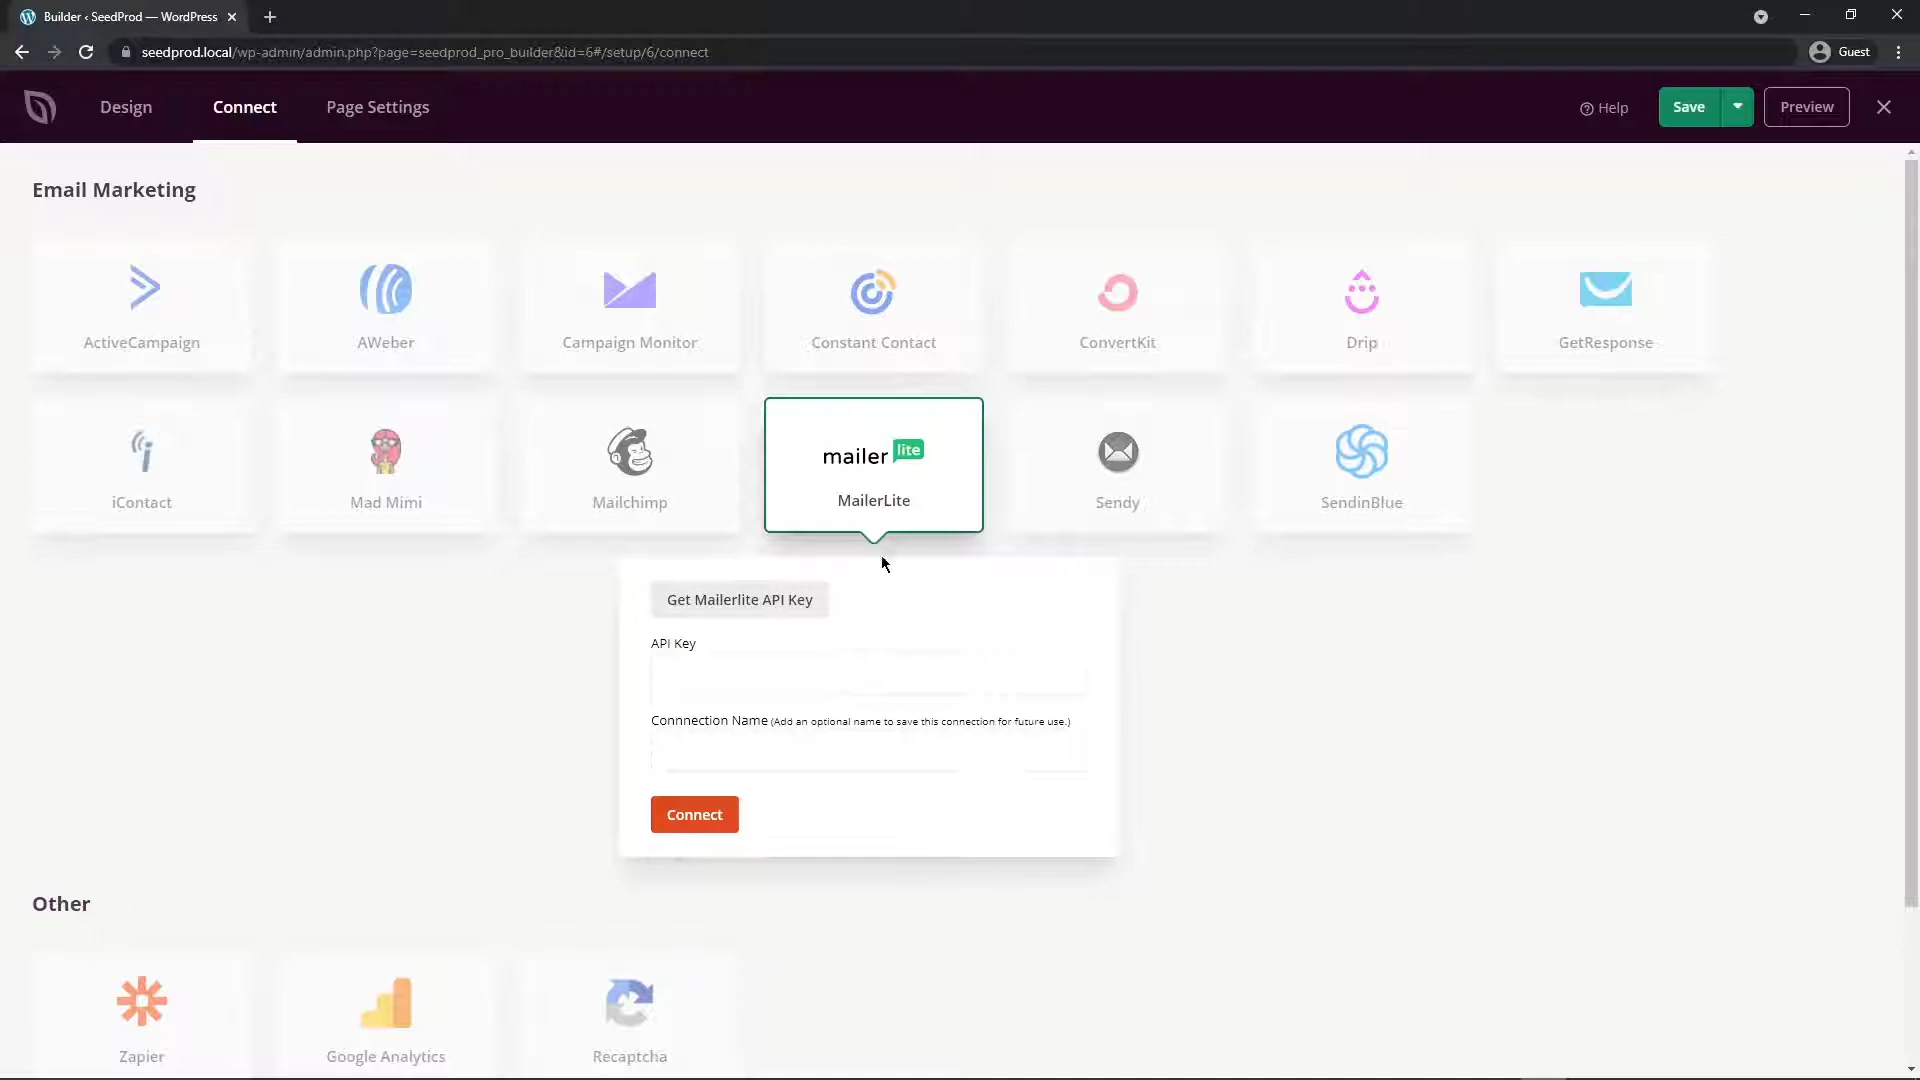 Builder ‹ SeedProd — WordPress
seedprod.local/wp-admin/admin.php?page=seedprod_pro_builder&id=6#/setup/6/connect
Guest
Design
Connect
Page Settings
Help
Save
Preview
Email Marketing
ActiveCampaign
AWeber
Campaign Monitor
Constant Contact
ConvertKit
Drip
GetResponse
iContact
Mad Mimi
Mailchimp
mailer lite
MailerLite
Sendy
SendinBlue
Get Mailerlite API Key
API Key
Connnection Name (Add an optional name to save this connection for future use.)
Connect
Other
Zapier
Google Analytics
Recaptcha